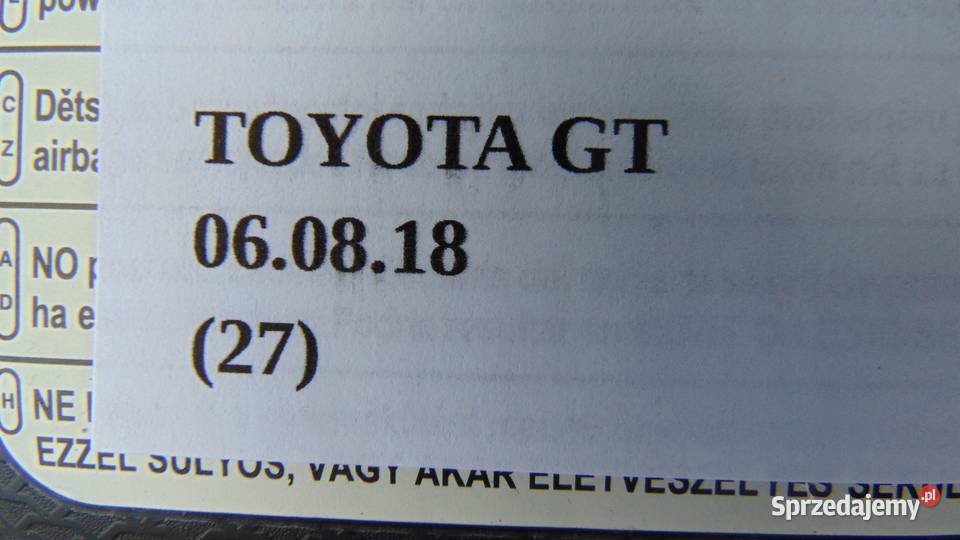 C
Z
Děts
airba
TOYOTA GT
06.08.18
A
D
NO p
ha e
(27)
H
NE
EZZEL SÚLYOS, VAGY AKÁR ÉLETVESZÉLYES SÉRÜL
Sprzedajemy.pl